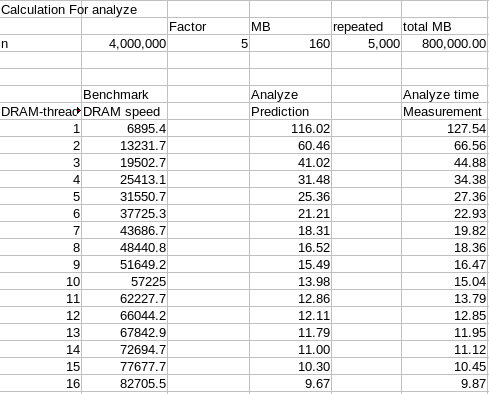 Calculation For analyze
Factor MB repeated total MB
n 4,000,000 5 160 5,000 800,000.00
Benchmark Analyze Analyze time
DRAM-threac DRAM speed Prediction Measurement
1 6895.4 116.02 127.54
2 13231.7 60.46 66.56
3 19502.7 41.02 44.88
4 25413.1 31.48 34.38
5 31550.7 25.36 27.36
6 37725.3 21.21 22.93
7 43686.7 18.31 19.82
8 48440.8 16.52 18.36
9 51649.2 15.49 16.47
10 57225 13.98 15.04
11 62227.7 12.86 13.79
12 66044.2 12.11 12.85
13 67842.9 11.79 11.95
14 72694.7 11.00 11.12
15 77677.7 10.30 10.45
16 82705.5 9.67 9.87